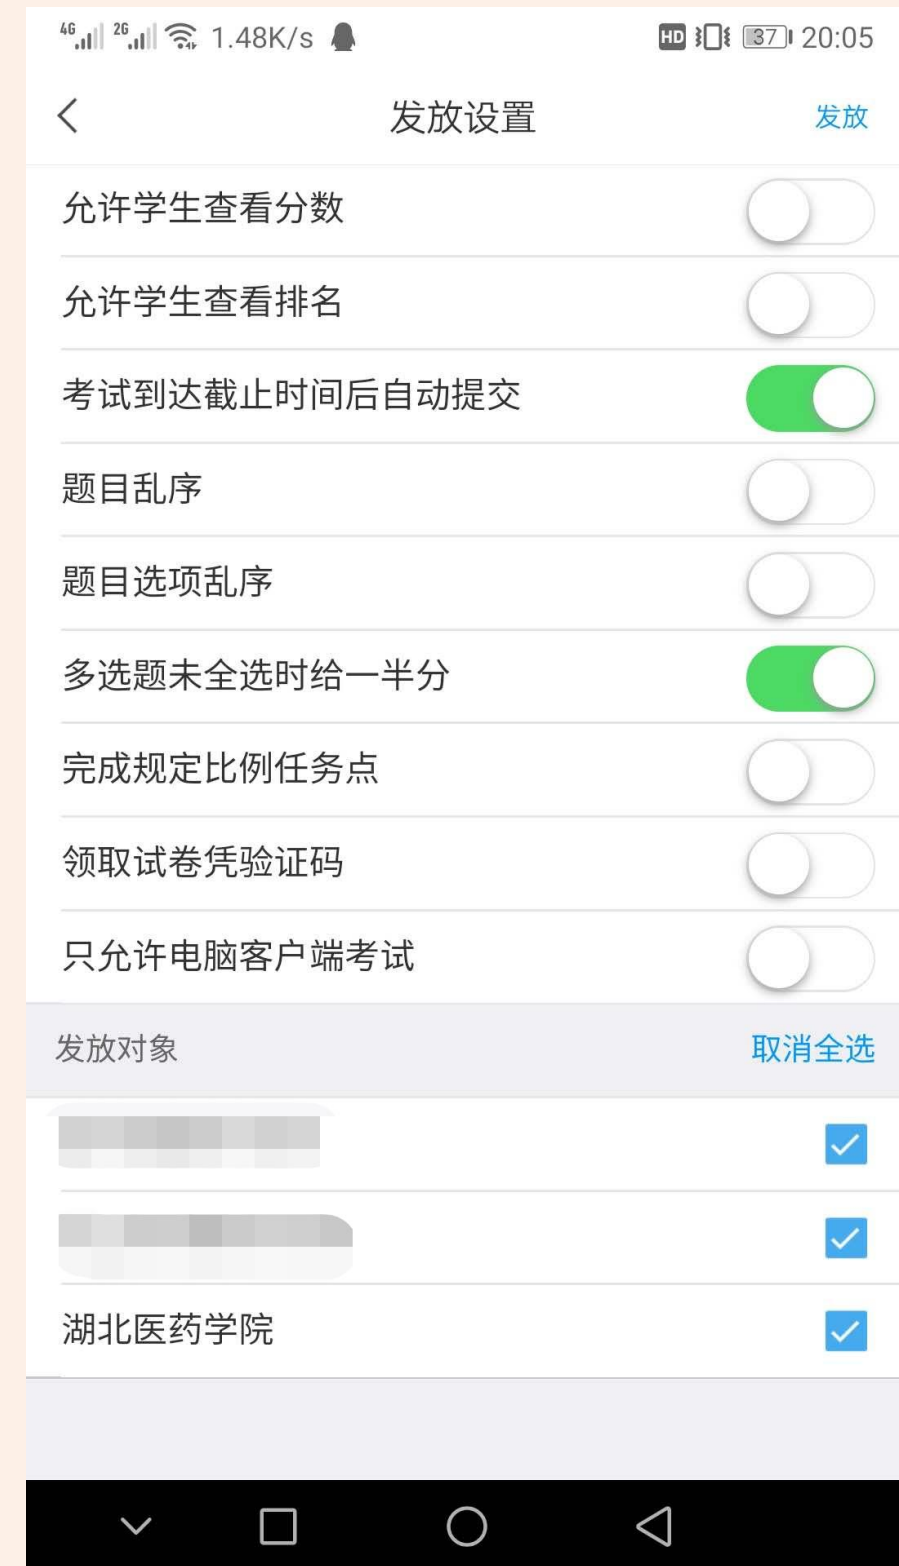 4G 2G 1.48K/s HD 37 20:05
发放设置 发放
允许学生查看分数
允许学生查看排名
考试到达截止时间后自动提交
题目乱序
题目选项乱序
多选题未全选时给一半分
完成规定比例任务点
领取试卷凭验证码
只允许电脑客户端考试
发放对象 取消全选
湖北医药学院